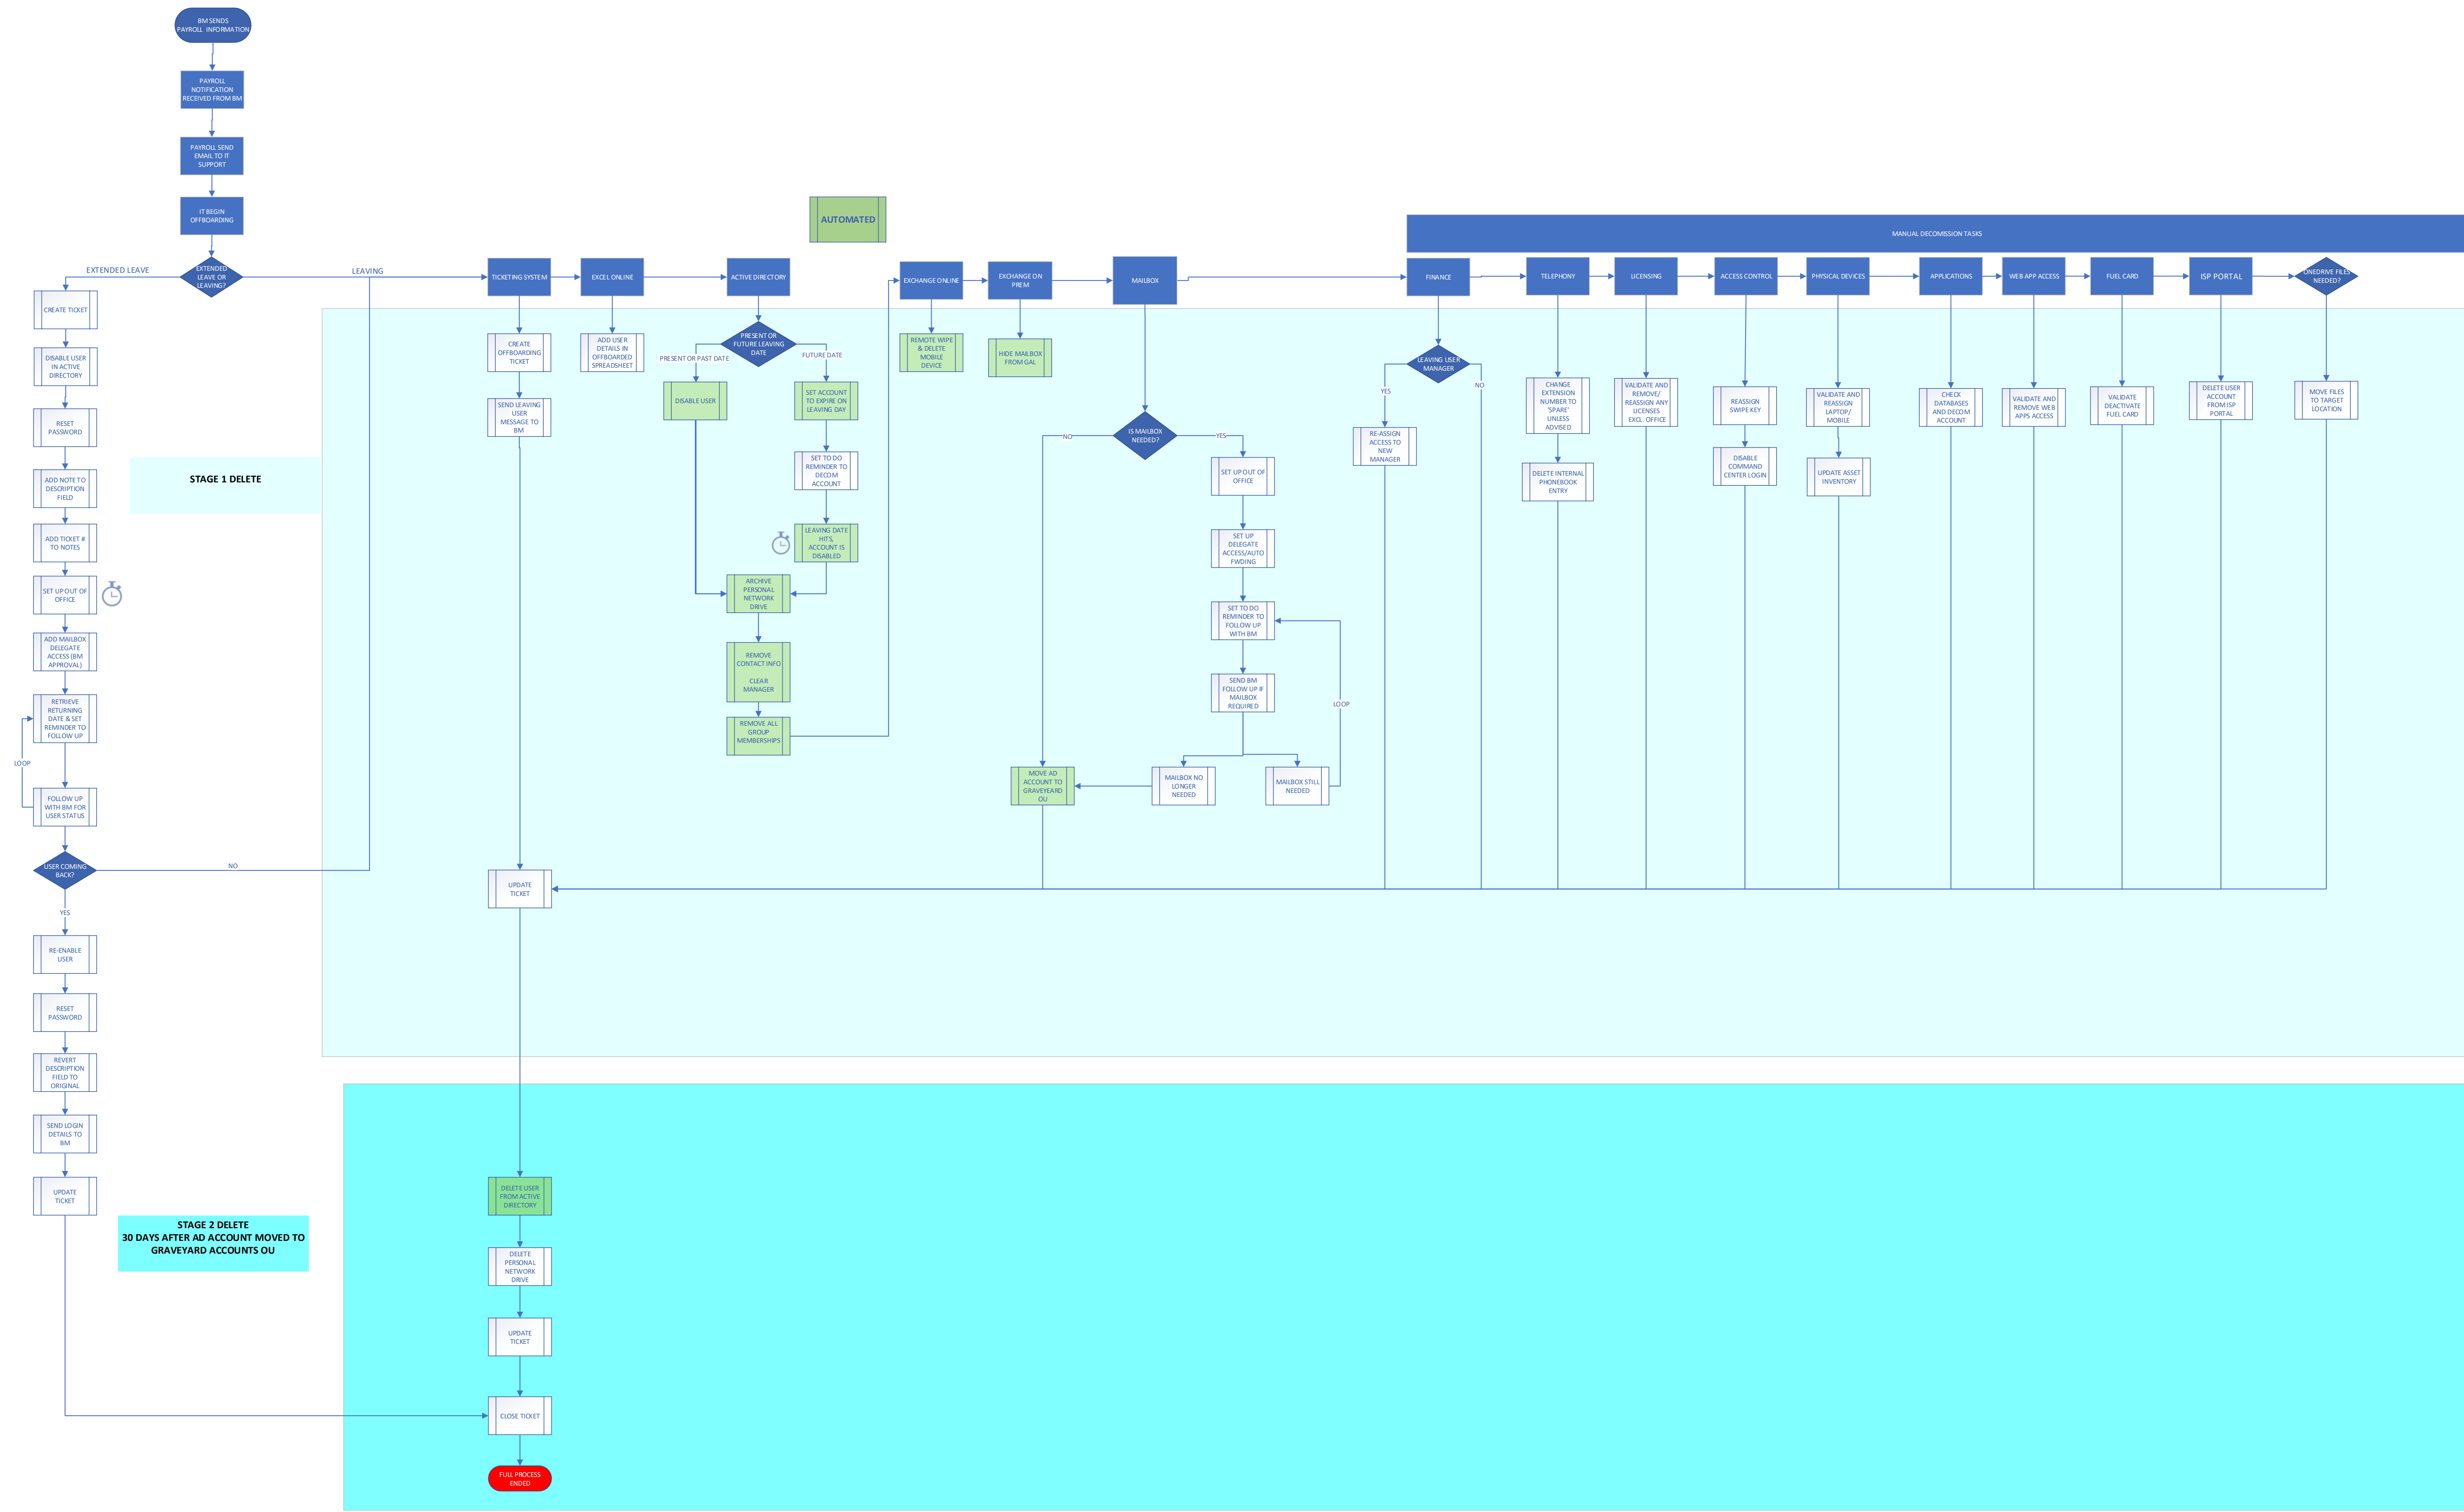 BM SENDS
PAYROLL INFORMATION
PAYROLL
NOTIFICATION
RECEIVED FROM BM
PAYROLL SEND
EMAIL TO IT
SUPPORT
IT BEGIN
OFFBOARDING
EXTENDED
LEAVE OR
LEAVING?
EXTENDED LEAVE
LEAVING
CREATE TICKET
DISABLE USER
IN ACTIVE
DIRECTORY
RESET
PASSWORD
ADD NOTE TO
DESCRIPTION
FIELD
ADD TICKET #
TO NOTES
SET UP OUT OF
OFFICE
ADD MAILBOX
DELEGATE
ACCESS (BM
APPROVAL)
RETRIEVE
RETURNING
DATE & SET
REMINDER TO
FOLLOW UP
LOOP
FOLLOW UP
WITH BM FOR
USER STATUS
USER COMING
BACK?
NO
YES
RE-ENABLE
USER
RESET
PASSWORD
REVERT
DESCRIPTION
FIELD TO
ORIGINAL
SEND LOGIN
DETAILS TO
BM
UPDATE
TICKET
STAGE 1 DELETE
STAGE 2 DELETE
30 DAYS AFTER AD ACCOUNT MOVED TO
GRAVEYARD ACCOUNTS OU
AUTOMATED
MANUAL DECOMISSION TASKS
TICKETING SYSTEM
CREATE
OFFBOARDING
TICKET
SEND LEAVING
USER
MESSAGE TO
BM
UPDATE
TICKET
DELETE USER
FROM ACTIVE
DIRECTORY
DELETE
PERSONAL
NETWORK
DRIVE
UPDATE
TICKET
CLOSE TICKET
FULL PROCESS
ENDED
EXCEL ONLINE
ADD USER
DETAILS IN
OFFBOARDED
SPREADSHEET
ACTIVE DIRECTORY
PRESENT OR
FUTURE LEAVING
DATE
PRESENT OR PAST DATE
FUTURE DATE
DISABLE USER
SET ACCOUNT
TO EXPIRE ON
LEAVING DAY
SET TO DO
REMINDER TO
DECOM
ACCOUNT
LEAVING DATE
HITS,
ACCOUNT IS
DISABLED
ARCHIVE
PERSONAL
NETWORK
DRIVE
REMOVE
CONTACT INFO
CLEAR
MANAGER
REMOVE ALL
GROUP
MEMBERSHIPS
EXCHANGE ONLINE
REMOTE WIPE
& DELETE
MOBILE
DEVICE
EXCHANGE ON
PREM
HIDE MAILBOX
FROM GAL
MAILBOX
IS MAILBOX
NEEDED?
NO
YES
SET UP OUT OF
OFFICE
SET UP
DELEGATE
ACCESS/AUTO
FWDING
SET TO DO
REMINDER TO
FOLLOW UP
WITH BM
SEND BM
FOLLOW UP IF
MAILBOX
REQUIRED
LOOP
MOVE AD
ACCOUNT TO
GRAVEYEARD
OU
MAILBOX NO
LONGER
NEEDED
MAILBOX STILL
NEEDED
FINANCE
LEAVING USER
MANAGER
YES
NO
RE-ASSIGN
ACCESS TO
NEW
MANAGER
TELEPHONY
CHANGE
EXTENSION
NUMBER TO
'SPARE'
UNLESS
ADVISED
DELETE INTERNAL
PHONEBOOK
ENTRY
LICENSING
VALIDATE AND
REMOVE/
REASSIGN ANY
LICENSES
EXCL. OFFICE
ACCESS CONTROL
REASSIGN
SWIPE KEY
DISABLE
COMMAND
CENTER LOGIN
PHYSICAL DEVICES
VALIDATE AND
REASSIGN
LAPTOP/
MOBILE
UPDATE ASSET
INVENTORY
APPLICATIONS
CHECK
DATABASES
AND DECOM
ACCOUNT
WEB APP ACCESS
VALIDATE AND
REMOVE WEB
APPS ACCESS
FUEL CARD
VALIDATE
DEACTIVATE
FUEL CARD
ISP PORTAL
DELETE USER
ACCOUNT
FROM ISP
PORTAL
ONEDRIVE FILES
NEEDED?
MOVE FILES
TO TARGET
LOCATION